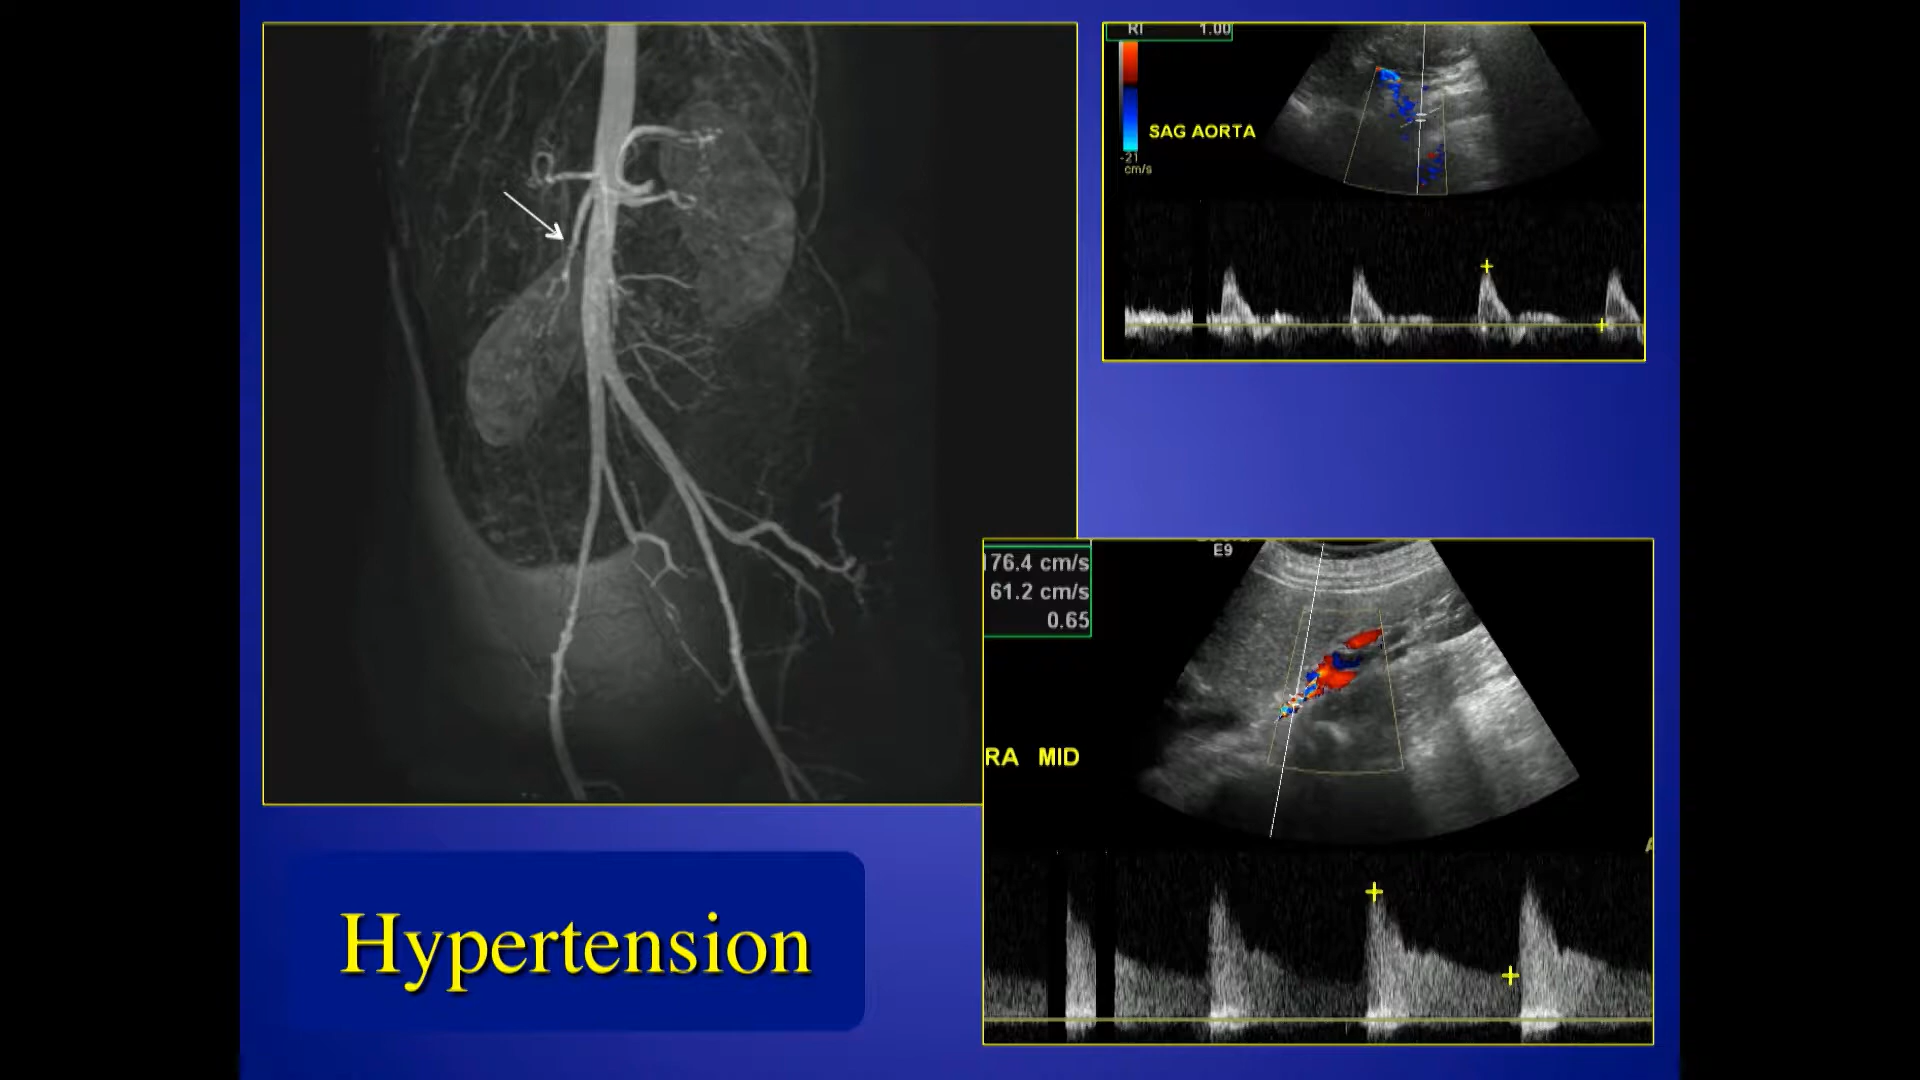 RI 1.00
SAG AORTA
-21
cm/s
E9
176.4 cm/s
61.2 cm/s
0.65
RA MID
Hypertension